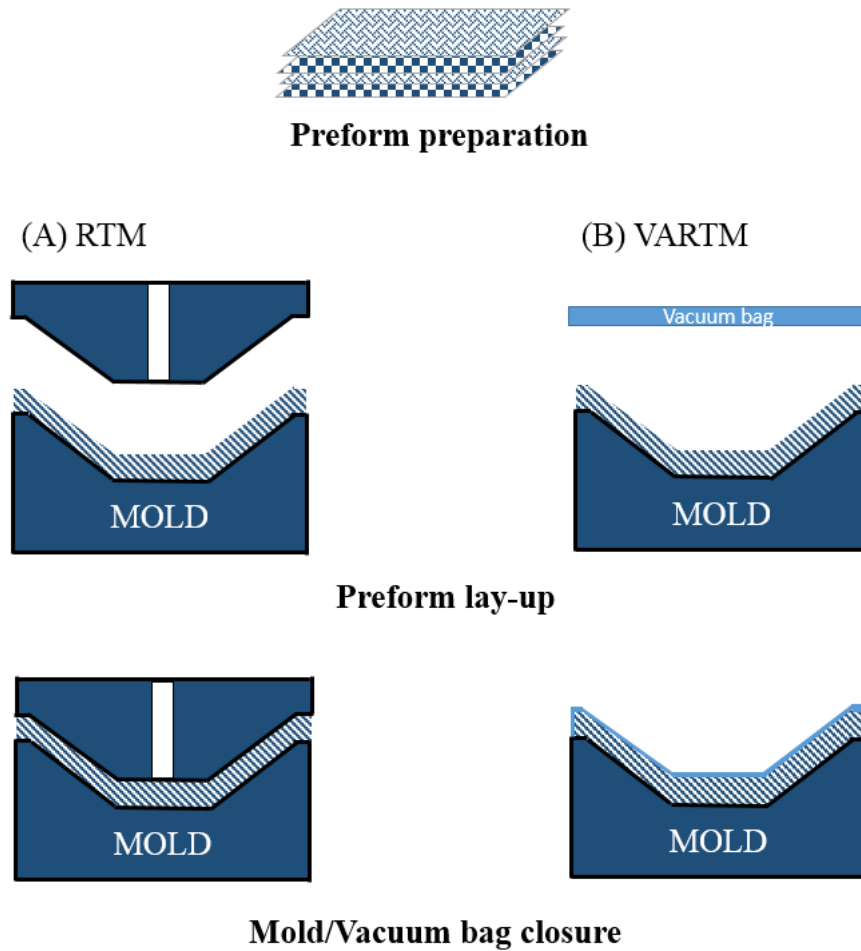 Preform preparation
(A) RTM
(B) VARTM
Vacuum bag
MOLD
MOLD
Preform lay-up
MOLD
MOLD
Mold/Vacuum bag closure